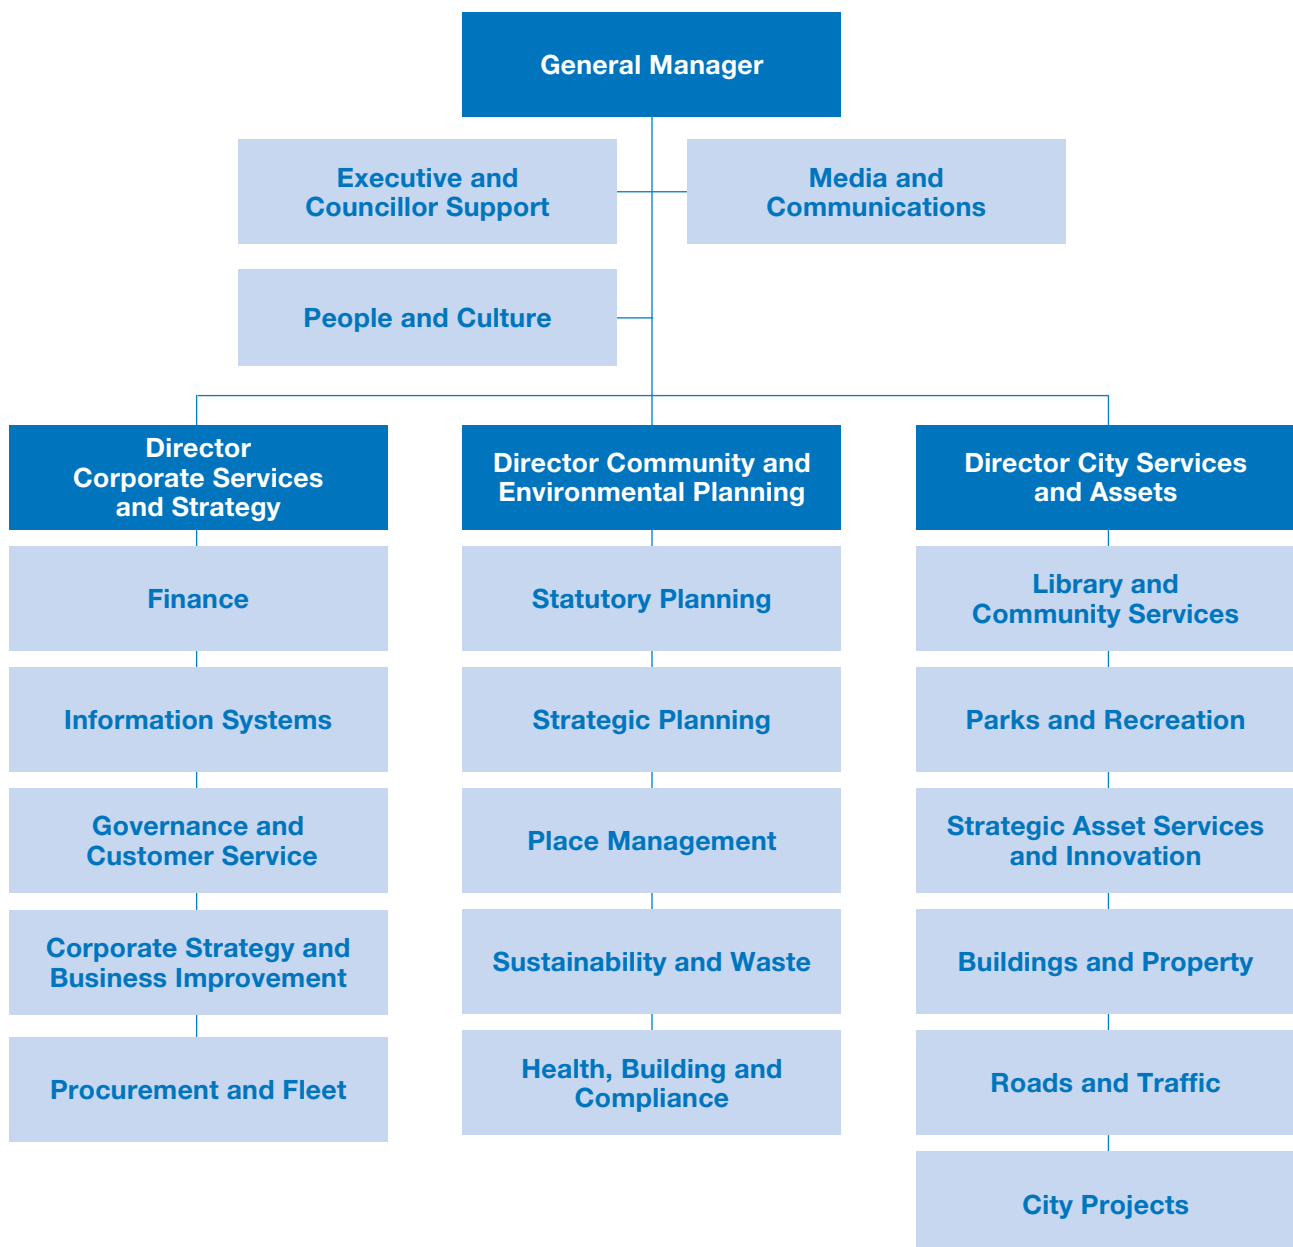 General Manager
Executive and
Councillor Support
Media and
Communications
People and Culture
Director
Corporate Services
and Strategy
Finance
Information Systems
Governance and
Customer Service
Corporate Strategy and
Business Improvement
Procurement and Fleet
Director Community and
Environmental Planning
Statutory Planning
Strategic Planning
Place Management
Sustainability and Waste
Health, Building and
Compliance
Director City Services
and Assets
Library and
Community Services
Parks and Recreation
Strategic Asset Services
and Innovation
Buildings and Property
Roads and Traffic
City Projects